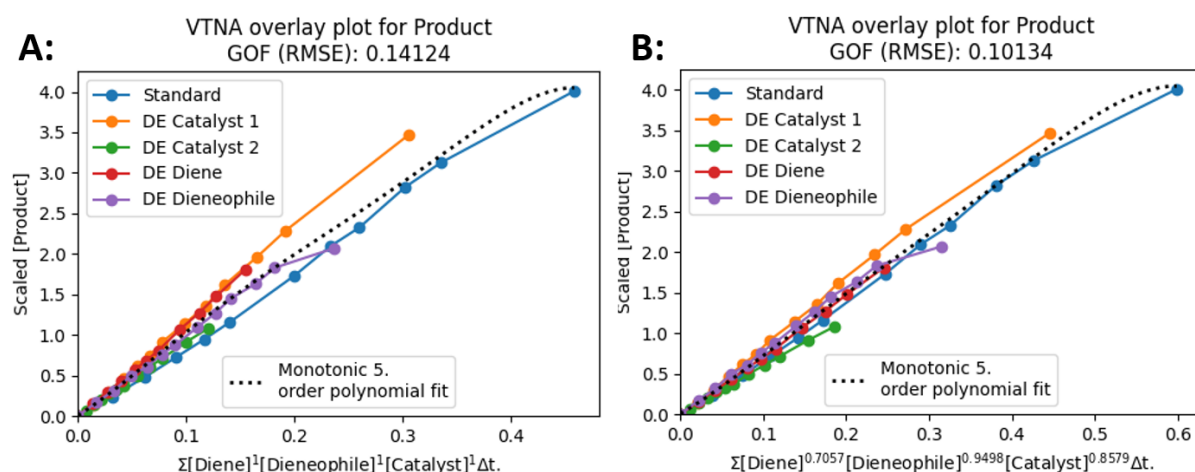 A:
VTNA overlay plot for Product
GOF (RMSE): 0.14124
Scaled [Product]
4.0
3.5
3.0
2.5
2.0
1.5
1.0
0.5
0.0
Standard
DE Catalyst 1
DE Catalyst 2
DE Diene
DE Dieneophile
Monotonic 5.
order polynomial fit
0.0 0.1 0.2 0.3 0.4
Σ[Diene]¹[Dieneophile]¹[Catalyst]¹Δt.
B:
VTNA overlay plot for Product
GOF (RMSE): 0.10134
Scaled [Product]
4.0
3.5
3.0
2.5
2.0
1.5
1.0
0.5
0.0
Standard
DE Catalyst 1
DE Catalyst 2
DE Diene
DE Dieneophile
Monotonic 5.
order polynomial fit
0.0 0.1 0.2 0.3 0.4 0.5 0.6
Σ[Diene]⁰·⁷⁰⁵⁷[Dieneophile]⁰·⁹⁴⁹⁸[Catalyst]⁰·⁸⁵⁷⁹Δt.